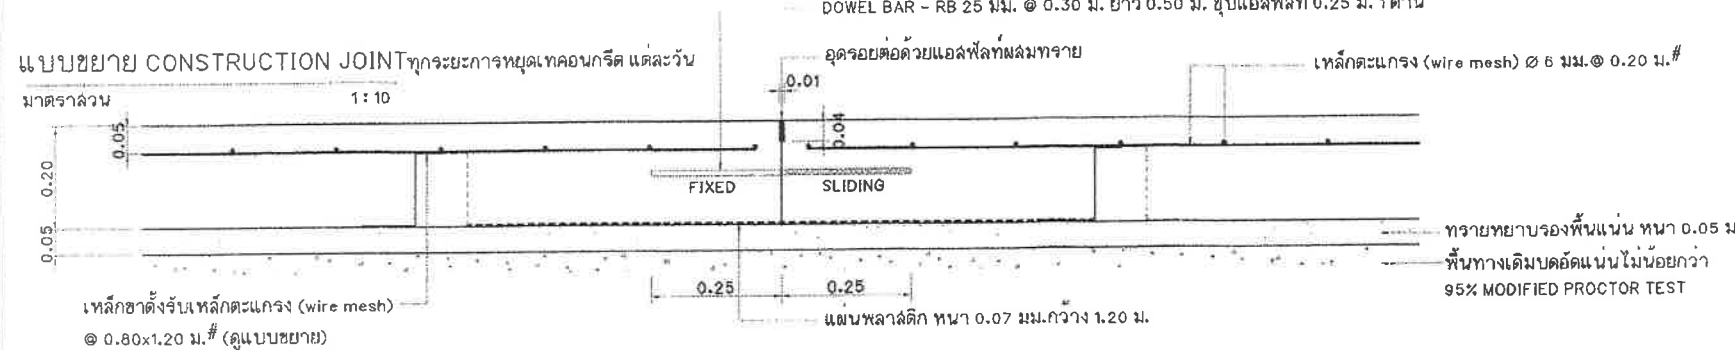 DOWEL BAR - RB 25 มม. @ 0.30 ม. ยาว 0.50 ม. ชุบแอสฟัลท์ 0.25 ม. 1 ด้าน
แบบขยาย CONSTRUCTION JOINT ทุกระยะการหยุดเทคอนกรีต แต่ละวัน
มาตราส่วน 1 : 10
อุดรอยต่อด้วยแอสฟัลท์ผสมทราย
เหล็กตะแกรง (wire mesh) Ø 6 มม.@ 0.20 ม.#
0.01
0.05
0.04
0.20
FIXED
SLIDING
0.05
ทรายหยาบรองพื้นแน่น หนา 0.05 ม
พื้นทางเดิมบดอัดแน่นไม่น้อยกว่า
95% MODIFIED PROCTOR TEST
0.25
0.25
เหล็กขาตั้งรับเหล็กตะแกรง (wire mesh)
@ 0.80x1.20 ม.# (ดูแบบขยาย)
แผ่นพลาสติก หนา 0.07 มม.กว้าง 1.20 ม.